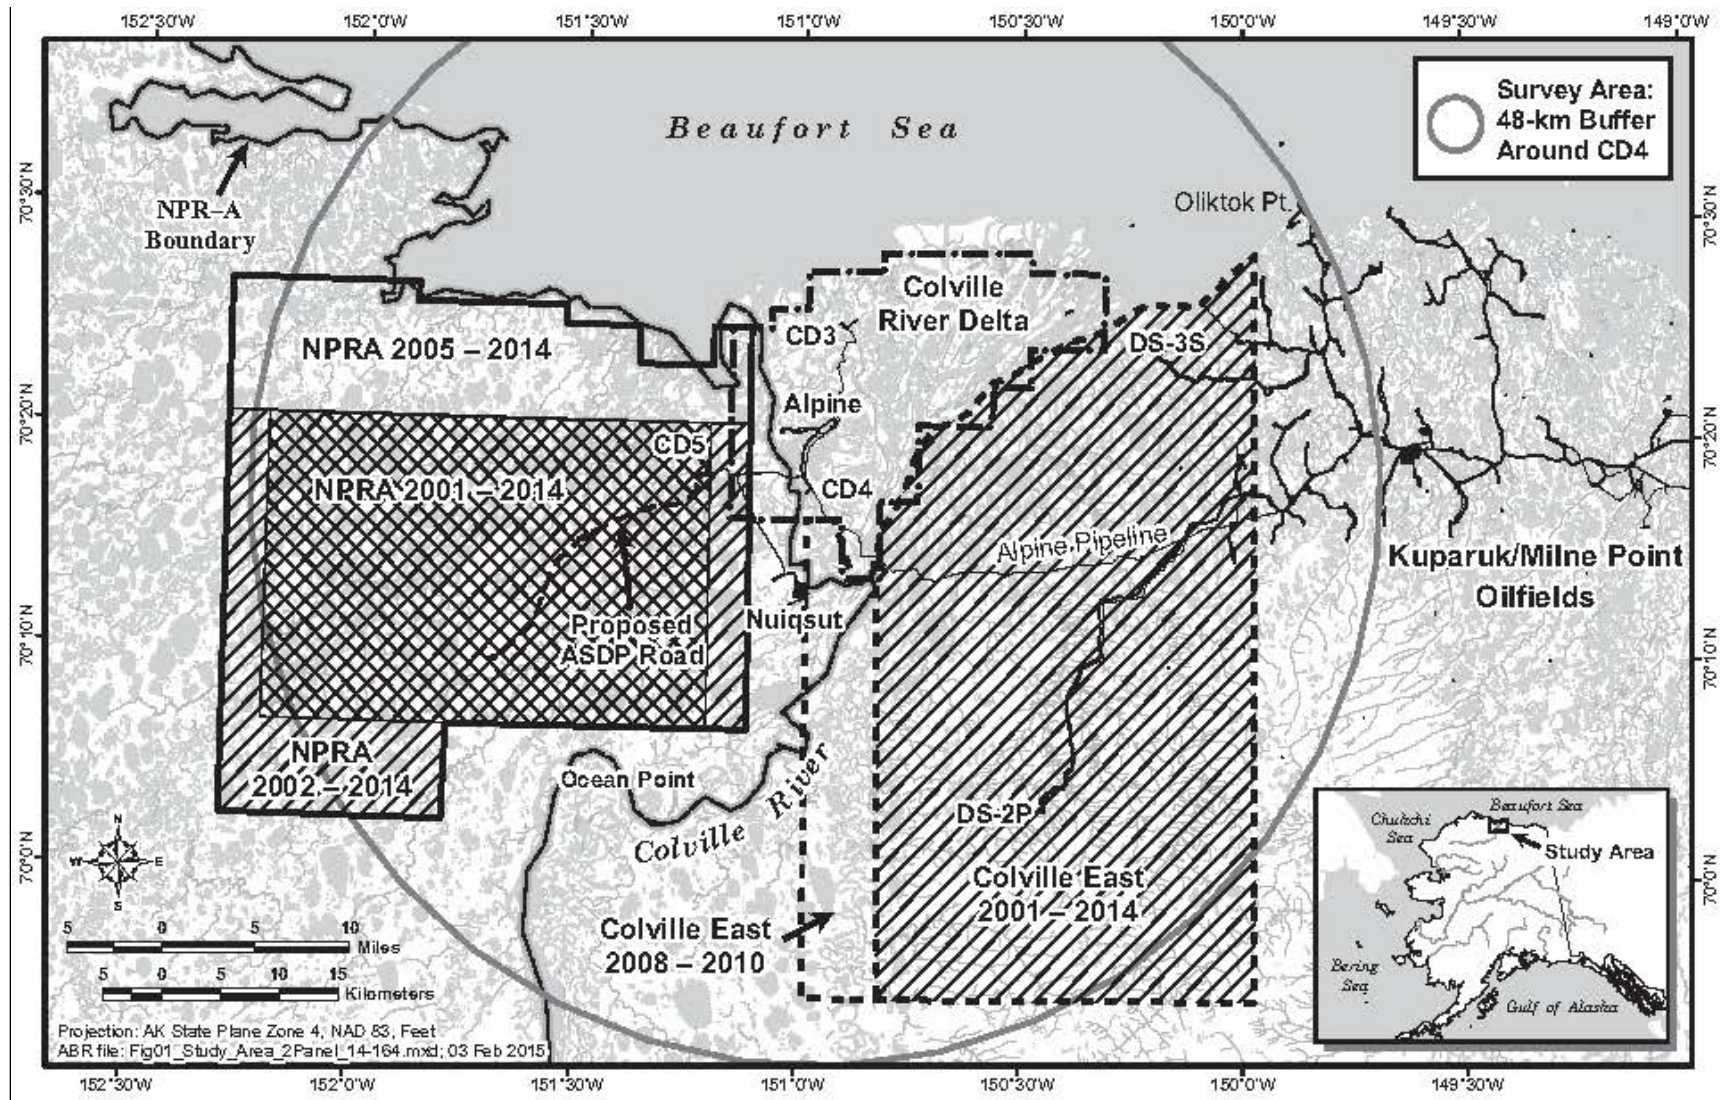 152°30'0"W 152°0'W 151°30'0"W 151°0'W 150°30'0"W 150°0'W 149°30'0"W 149°0'W
Survey Area:
48-km Buffer
Around CD4
Beaufort Sea
70°30'N
70°30'N
NPR–A
Boundary
Oliktok Pt.
Colville
River Delta
CD3
DS-3S
NPRA 2005 – 2014
Alpine
70°20'N
70°20'N
CD5
NPRA 2001 – 2014
CD4
Alpine Pipeline
Kuparuk/Milne Point
Oilfields
Nuiqsut
Proposed
ASDP Road
70°10'N
70°10'N
NPRA
2002 – 2014
Ocean Point
Colville River
DS-2P
70°0'N
70°0'N
Colville East
2001 – 2014
Colville East
2008 – 2010
N
W E
S
5 0 5 10
Miles
5 0 5 10 15
Kilometers
Beaufort Sea
Chukchi
Sea
Study Area
Bering
Sea
Gulf of Alaska
Projection: AK State Plane Zone 4, NAD 83, Feet
ABR file: Fig01_Study_Area_2Panel_14-164.mxd; 03 Feb 2015
152°30'W 152°0'W 151°30'W 151°0'W 150°30'W 150°0'W 149°30'W